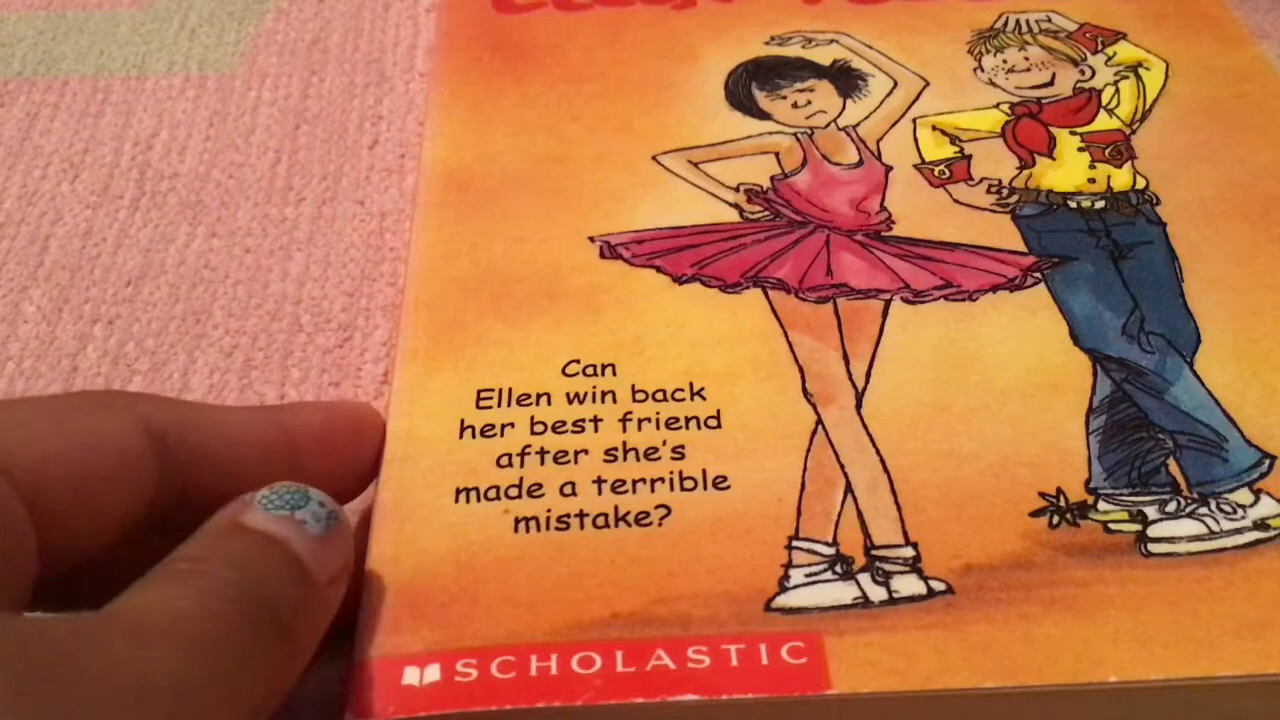 Can
Ellen win back
her best friend
after she's
made a terrible
mistake?
SCHOLASTIC